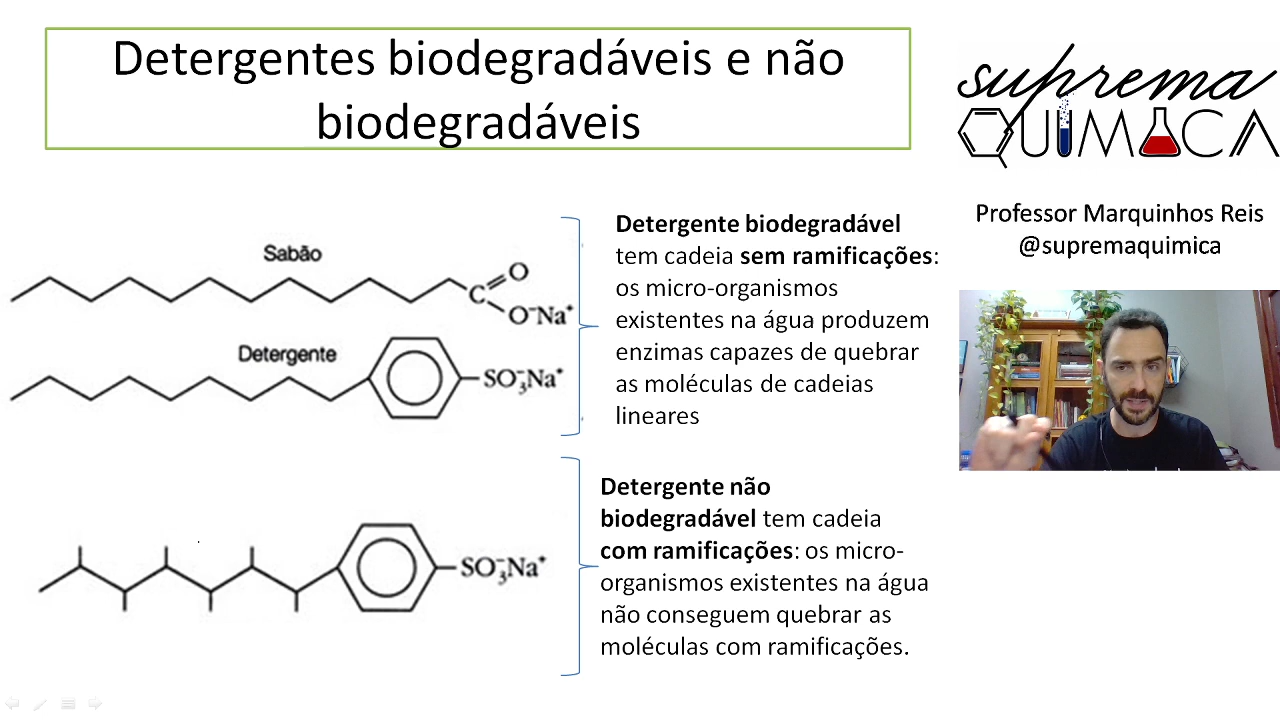 Detergentes biodegradáveis e não
biodegradáveis
suprema
QUÍMICA
Professor Marquinhos Reis
@supremaquimica
Sabão
C
O
O⁻Na⁺
Detergente
SO₃⁻Na⁺
Detergente biodegradável
tem cadeia sem ramificações:
os micro-organismos
existentes na água produzem
enzimas capazes de quebrar
as moléculas de cadeias
lineares
SO₃⁻Na⁺
Detergente não
biodegradável tem cadeia
com ramificações: os micro-
organismos existentes na água
não conseguem quebrar as
moléculas com ramificações.